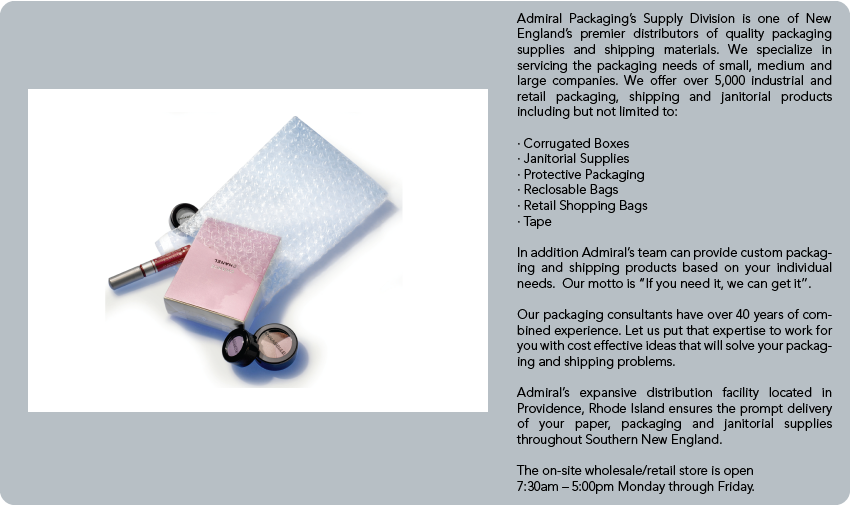 Admiral Packaging's Supply Division is one of New
England's premier distributors of quality packaging
supplies and shipping materials. We specialize in
servicing the packaging needs of small, medium and
large companies. We offer over 5,000 industrial and
retail packaging, shipping and janitorial products
including but not limited to:
· Corrugated Boxes
· Janitorial Supplies
· Protective Packaging
· Reclosable Bags
· Retail Shopping Bags
· Tape
In addition Admiral's team can provide custom packag-
ing and shipping products based on your individual
needs.  Our motto is "If you need it, we can get it".
Our packaging consultants have over 40 years of com-
bined experience. Let us put that expertise to work for
you with cost effective ideas that will solve your packag-
ing and shipping problems.
Admiral's expansive distribution facility located in
Providence, Rhode Island ensures the prompt delivery
of your paper, packaging and janitorial supplies
throughout Southern New England.
The on-site wholesale/retail store is open
7:30am – 5:00pm Monday through Friday.
CHANEL